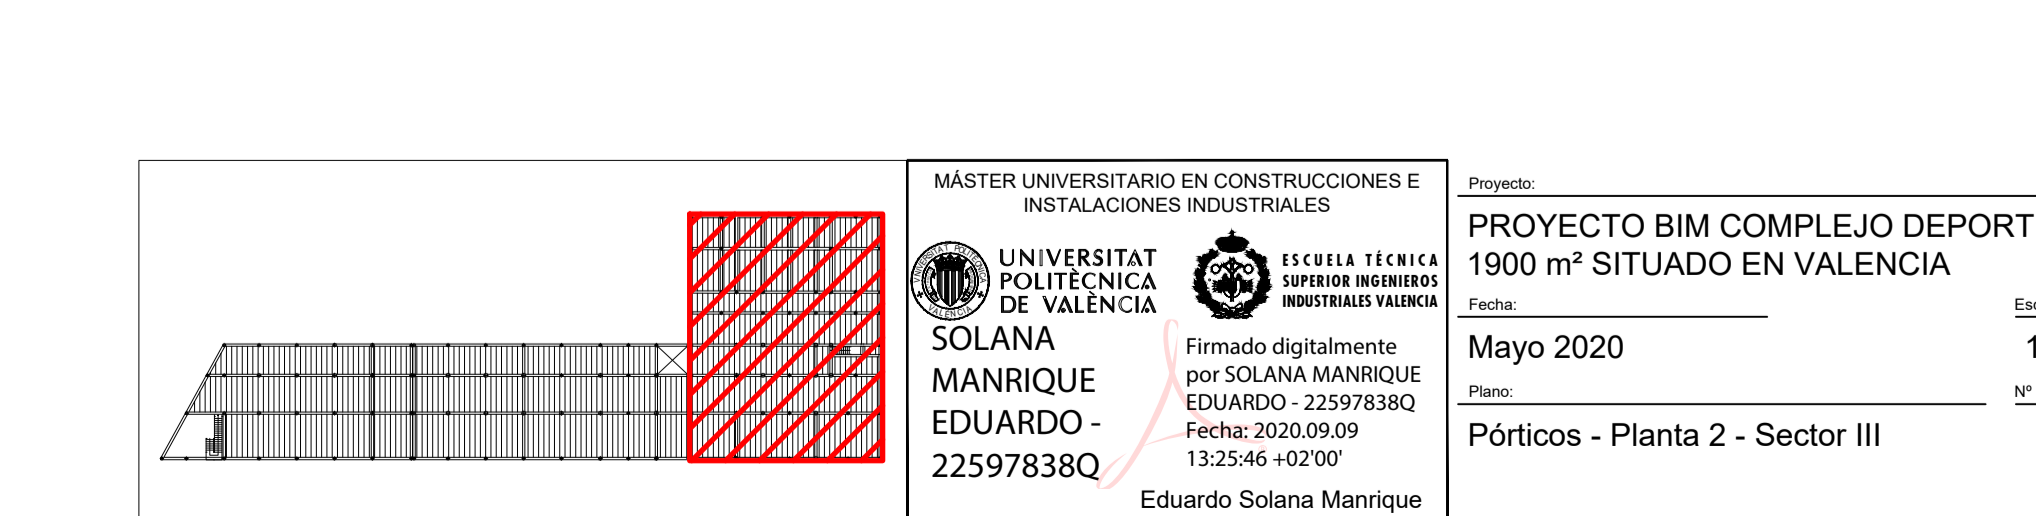 MÁSTER UNIVERSITARIO EN CONSTRUCCIONES E
INSTALACIONES INDUSTRIALES
UNIVERSITAT
POLITÈCNICA
DE VALÈNCIA
ESCUELA TÉCNICA
SUPERIOR INGENIEROS
INDUSTRIALES VALENCIA
SOLANA
MANRIQUE
EDUARDO -
22597838Q
Firmado digitalmente
por SOLANA MANRIQUE
EDUARDO - 22597838Q
Fecha: 2020.09.09
13:25:46 +02'00'
Eduardo Solana Manrique
Proyecto:
PROYECTO BIM COMPLEJO DEPORT
1900 m² SITUADO EN VALENCIA
Fecha:
Mayo 2020
Plano:
Nº
Pórticos - Planta 2 - Sector III